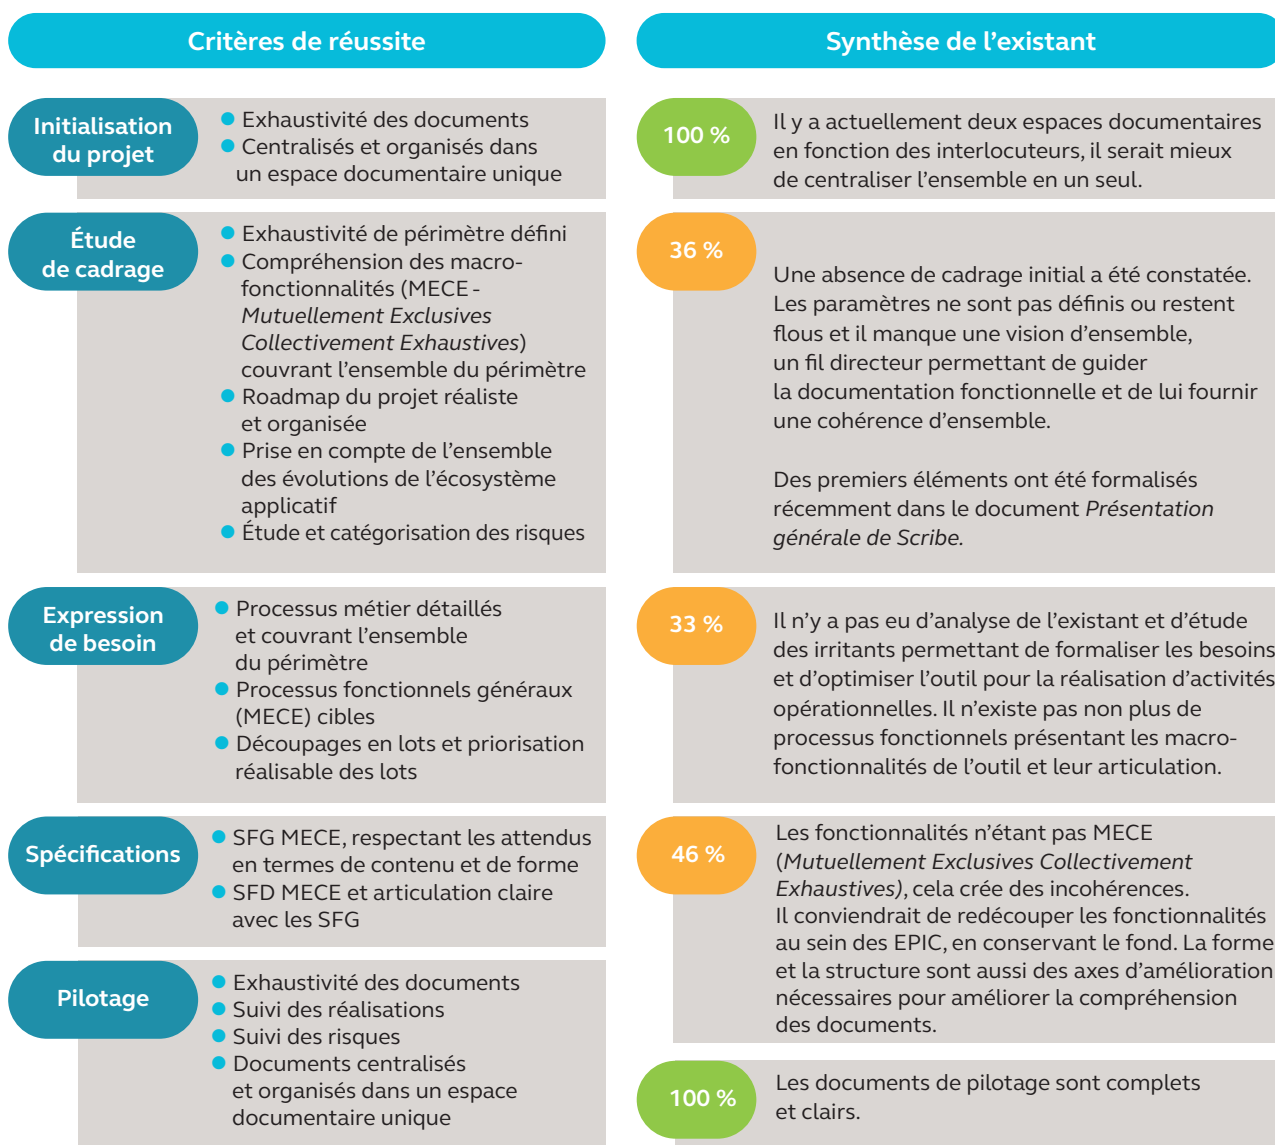 Critères de réussite
Synthèse de l’existant
Initialisation
du projet
● Exhaustivité des documents
● Centralisés et organisés dans
un espace documentaire unique
100 %
Il y a actuellement deux espaces documentaires
en fonction des interlocuteurs, il serait mieux
de centraliser l’ensemble en un seul.
Étude
de cadrage
● Exhaustivité de périmètre défini
● Compréhension des macro-
fonctionnalités (MECE -
Mutuellement Exclusives
Collectivement Exhaustives)
couvrant l’ensemble du périmètre
● Roadmap du projet réaliste
et organisée
● Prise en compte de l’ensemble
des évolutions de l’écosystème
applicatif
● Étude et catégorisation des risques
36 %
Une absence de cadrage initial a été constatée.
Les paramètres ne sont pas définis ou restent
flous et il manque une vision d’ensemble,
un fil directeur permettant de guider
la documentation fonctionnelle et de lui fournir
une cohérence d’ensemble.
Des premiers éléments ont été formalisés
récemment dans le document Présentation
générale de Scribe.
Expression
de besoin
● Processus métier détaillés
et couvrant l’ensemble
du périmètre
● Processus fonctionnels généraux
(MECE) cibles
● Découpages en lots et priorisation
réalisable des lots
33 %
Il n’y a pas eu d’analyse de l’existant et d’étude
des irritants permettant de formaliser les besoins
et d’optimiser l’outil pour la réalisation d’activités
opérationnelles. Il n’existe pas non plus de
processus fonctionnels présentant les macro-
fonctionnalités de l’outil et leur articulation.
Spécifications
● SFG MECE, respectant les attendus
en termes de contenu et de forme
● SFD MECE et articulation claire
avec les SFG
46 %
Les fonctionnalités n’étant pas MECE
(Mutuellement Exclusives Collectivement
Exhaustives), cela crée des incohérences.
Il conviendrait de redécouper les fonctionnalités
au sein des EPIC, en conservant le fond. La forme
et la structure sont aussi des axes d’amélioration
nécessaires pour améliorer la compréhension
des documents.
Pilotage
● Exhaustivité des documents
● Suivi des réalisations
● Suivi des risques
● Documents centralisés
et organisés dans un espace
documentaire unique
100 %
Les documents de pilotage sont complets
et clairs.